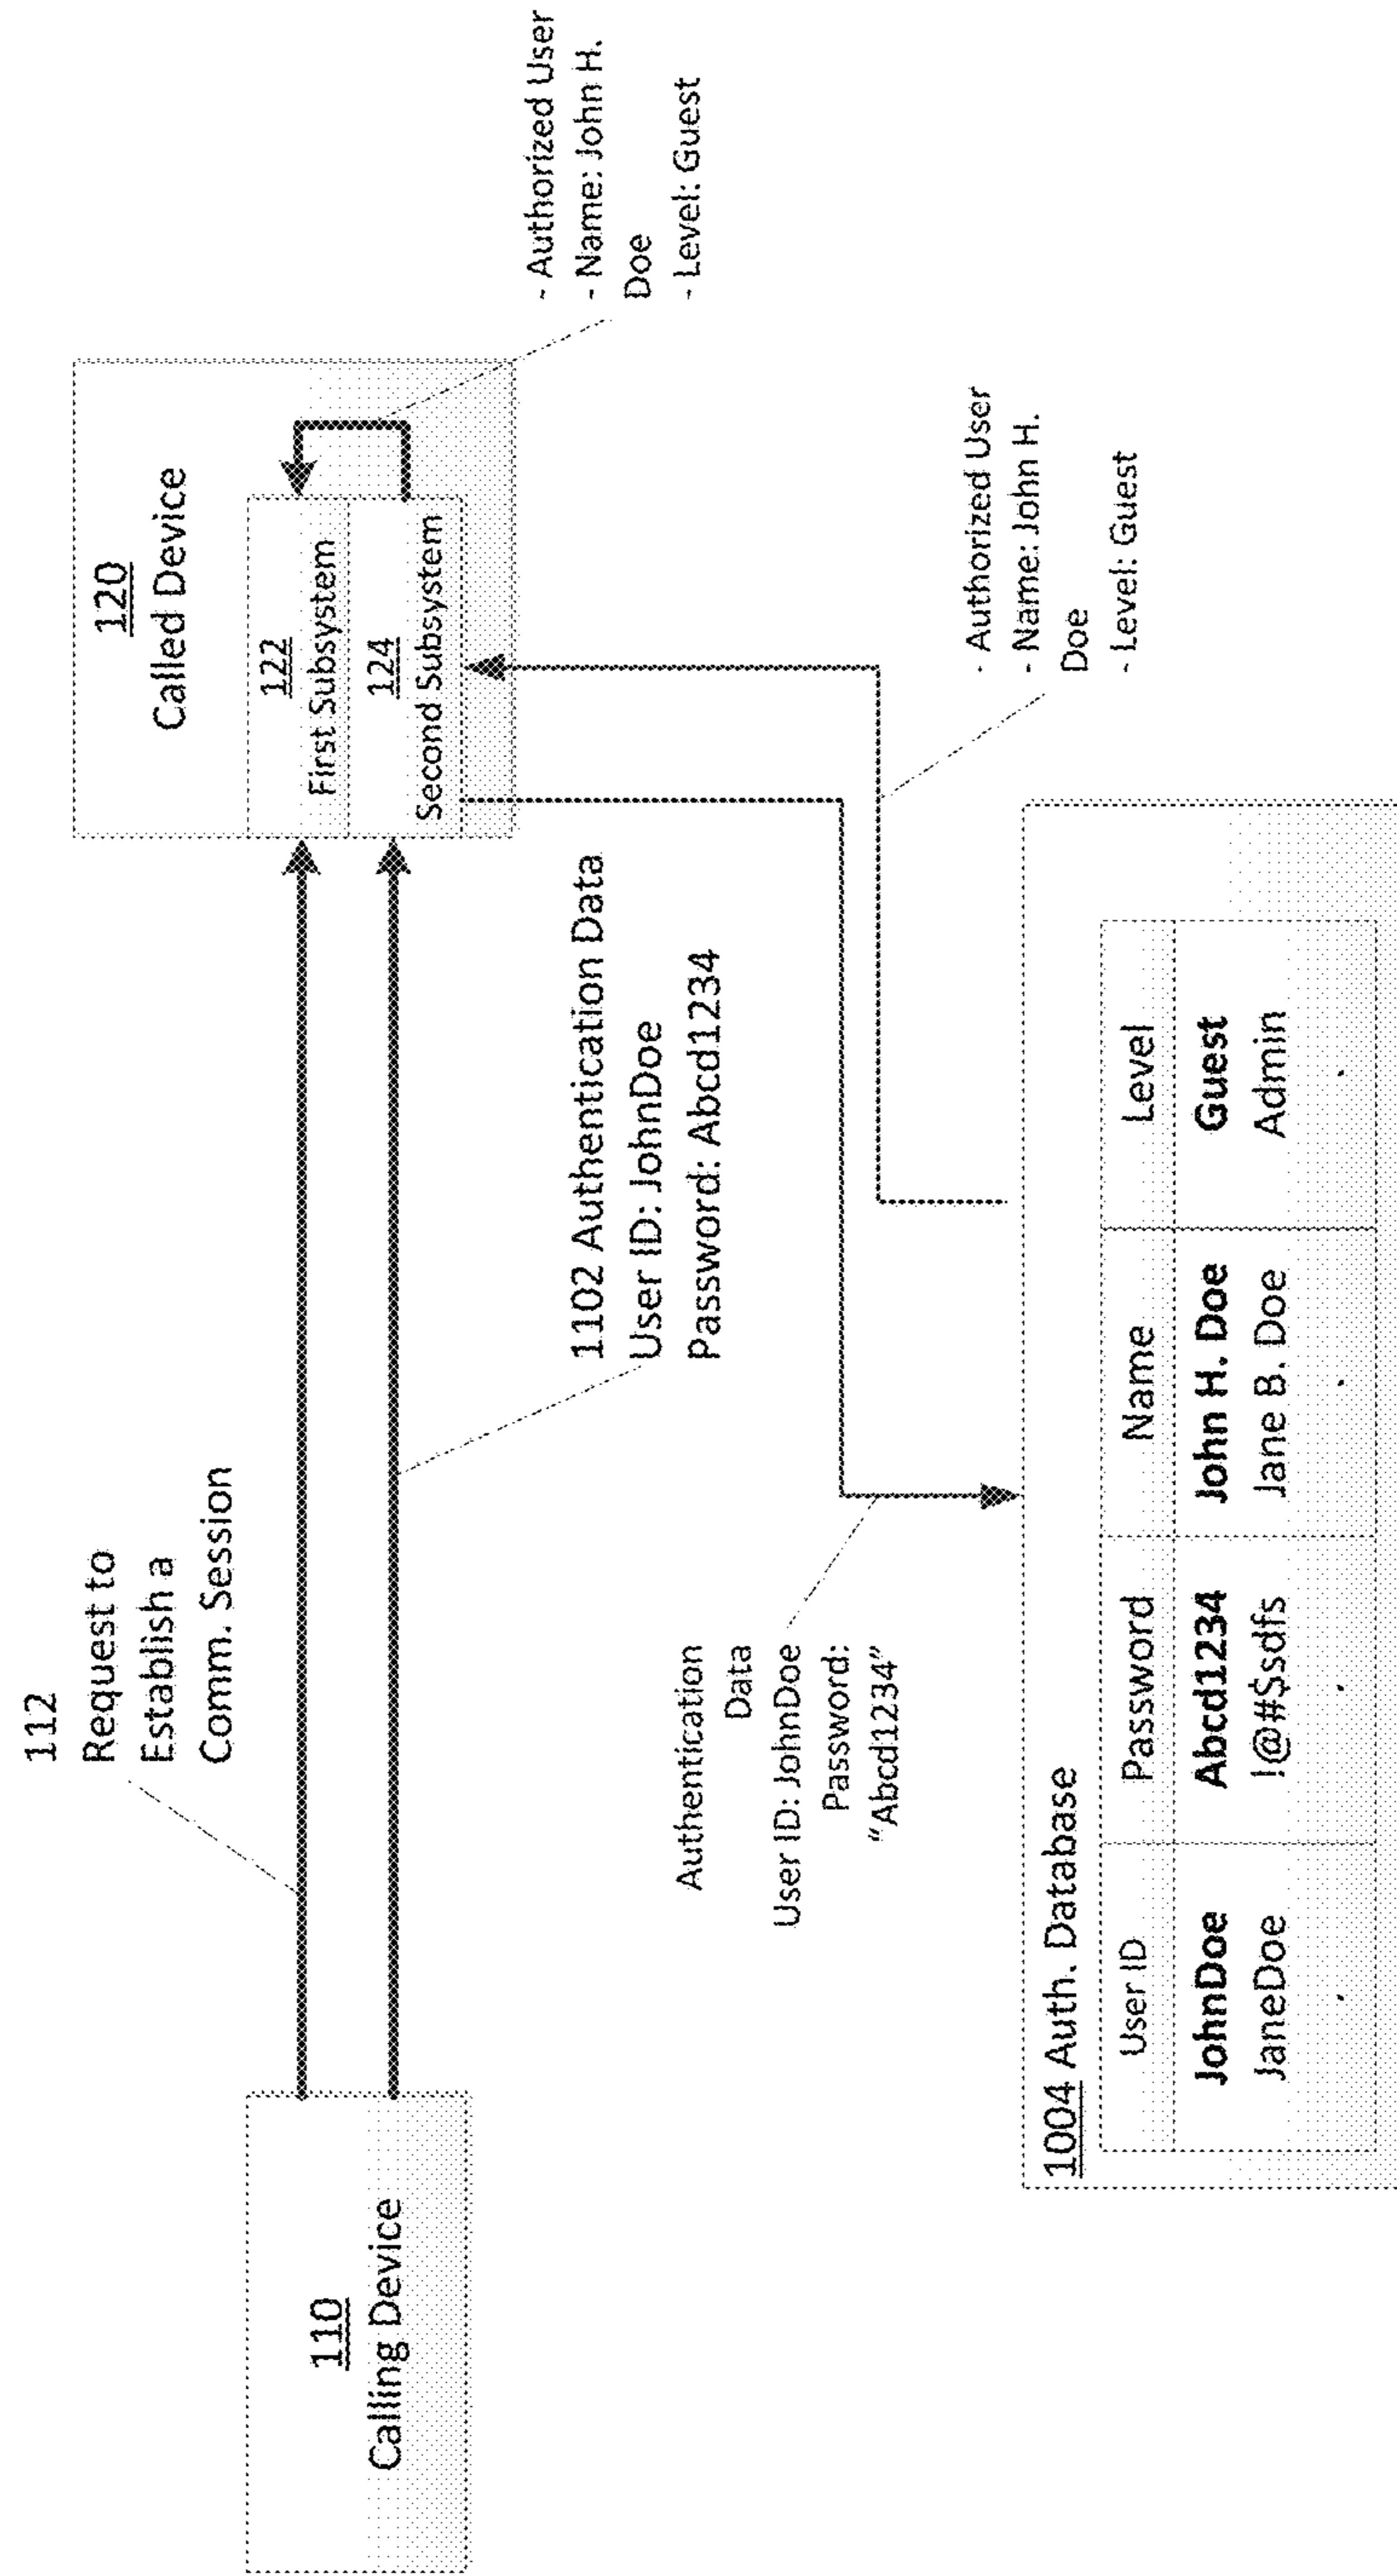 112
Request to
Establish a
Comm. Session
110
Calling Device
120
Called Device
122
First Subsystem
124
Second Subsystem
- Authorized User
- Name: John H.
Doe
- Level: Guest
1102 Authentication Data
User ID: JohnDoe
Password: Abcd1234
Authentication
Data
User ID: JohnDoe
Password:
“Abcd1234”
- Authorized User
- Name: John H.
Doe
- Level: Guest
1004 Auth. Database
User ID Password Name Level
JohnDoe Abcd1234 John H. Doe Guest
JaneDoe !@#$sdfs Jane B. Doe Admin
. . . .